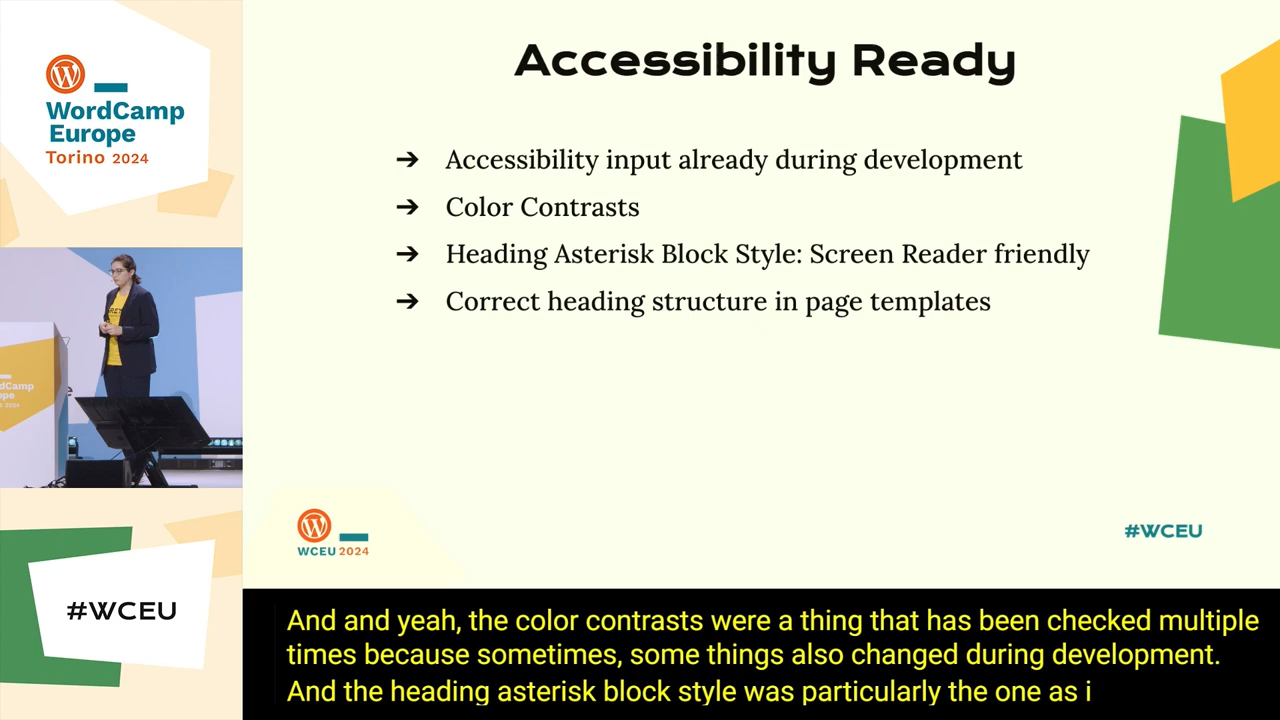 WordCamp
Europe
Torino 2024
Accessibility Ready
➔ Accessibility input already during development
➔ Color Contrasts
➔ Heading Asterisk Block Style: Screen Reader friendly
➔ Correct heading structure in page templates
WCEU 2024
#WCEU
#WCEU
And and yeah, the color contrasts were a thing that has been checked multiple
times because sometimes, some things also changed during development.
And the heading asterisk block style was particularly the one as i